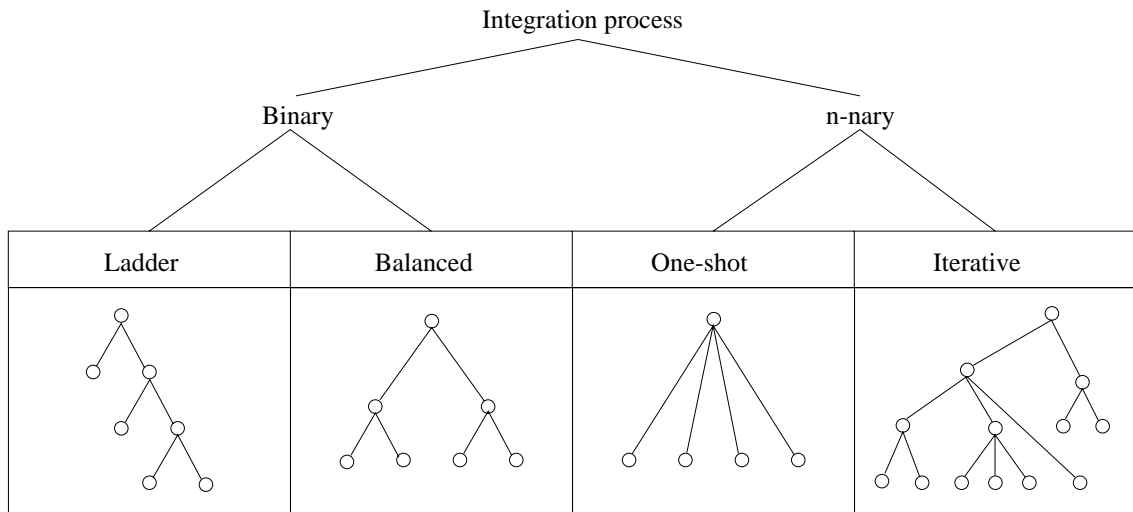 Integration process
Binary n-nary
Ladder Balanced One-shot Iterative